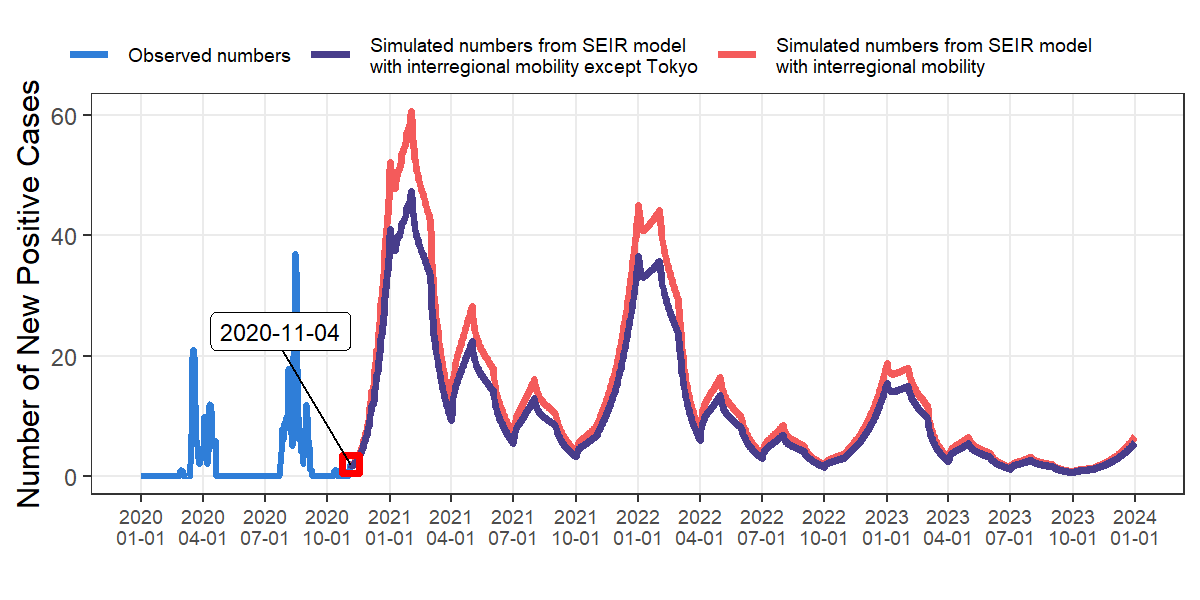 Observed numbers
Simulated numbers from SEIR model
with interregional mobility except Tokyo
Simulated numbers from SEIR model
with interregional mobility
Number of New Positive Cases
60
40
20
0
2020-11-04
2020 2020 2020 2020 2021 2021 2021 2021 2022 2022 2022 2022 2023 2023 2023 2023 2024
01-01 04-01 07-01 10-01 01-01 04-01 07-01 10-01 01-01 04-01 07-01 10-01 01-01 04-01 07-01 10-01 01-01